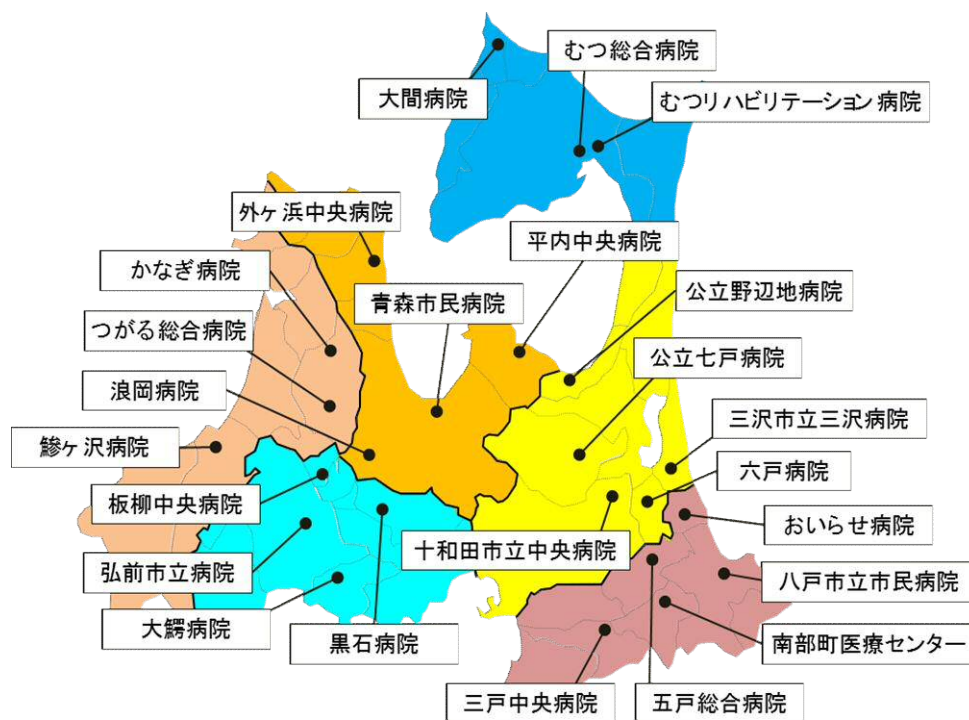 むつ総合病院
大間病院
むつリハビリテーション病院
外ヶ浜中央病院
平内中央病院
かなぎ病院
公立野辺地病院
青森市民病院
つがる総合病院
公立七戸病院
浪岡病院
三沢市立三沢病院
鰺ヶ沢病院
六戸病院
板柳中央病院
おいらせ病院
十和田市立中央病院
弘前市立病院
八戸市立市民病院
大鰐病院
黒石病院
南部町医療センター
三戸中央病院
五戸総合病院